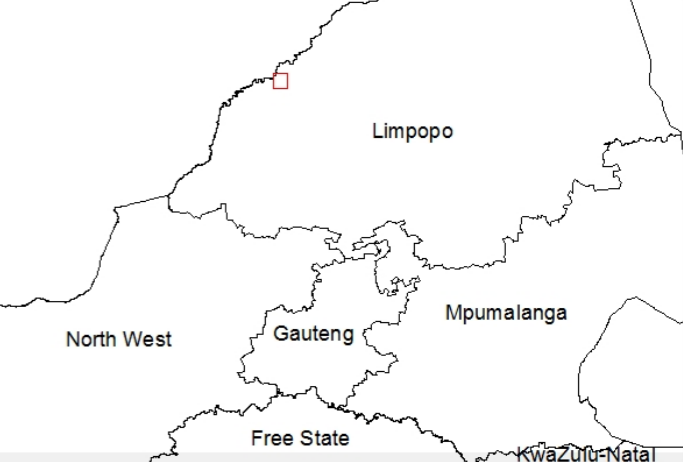 Limpopo
Mpumalanga
North West
Gauteng
Free State
KwaZulu-Natal